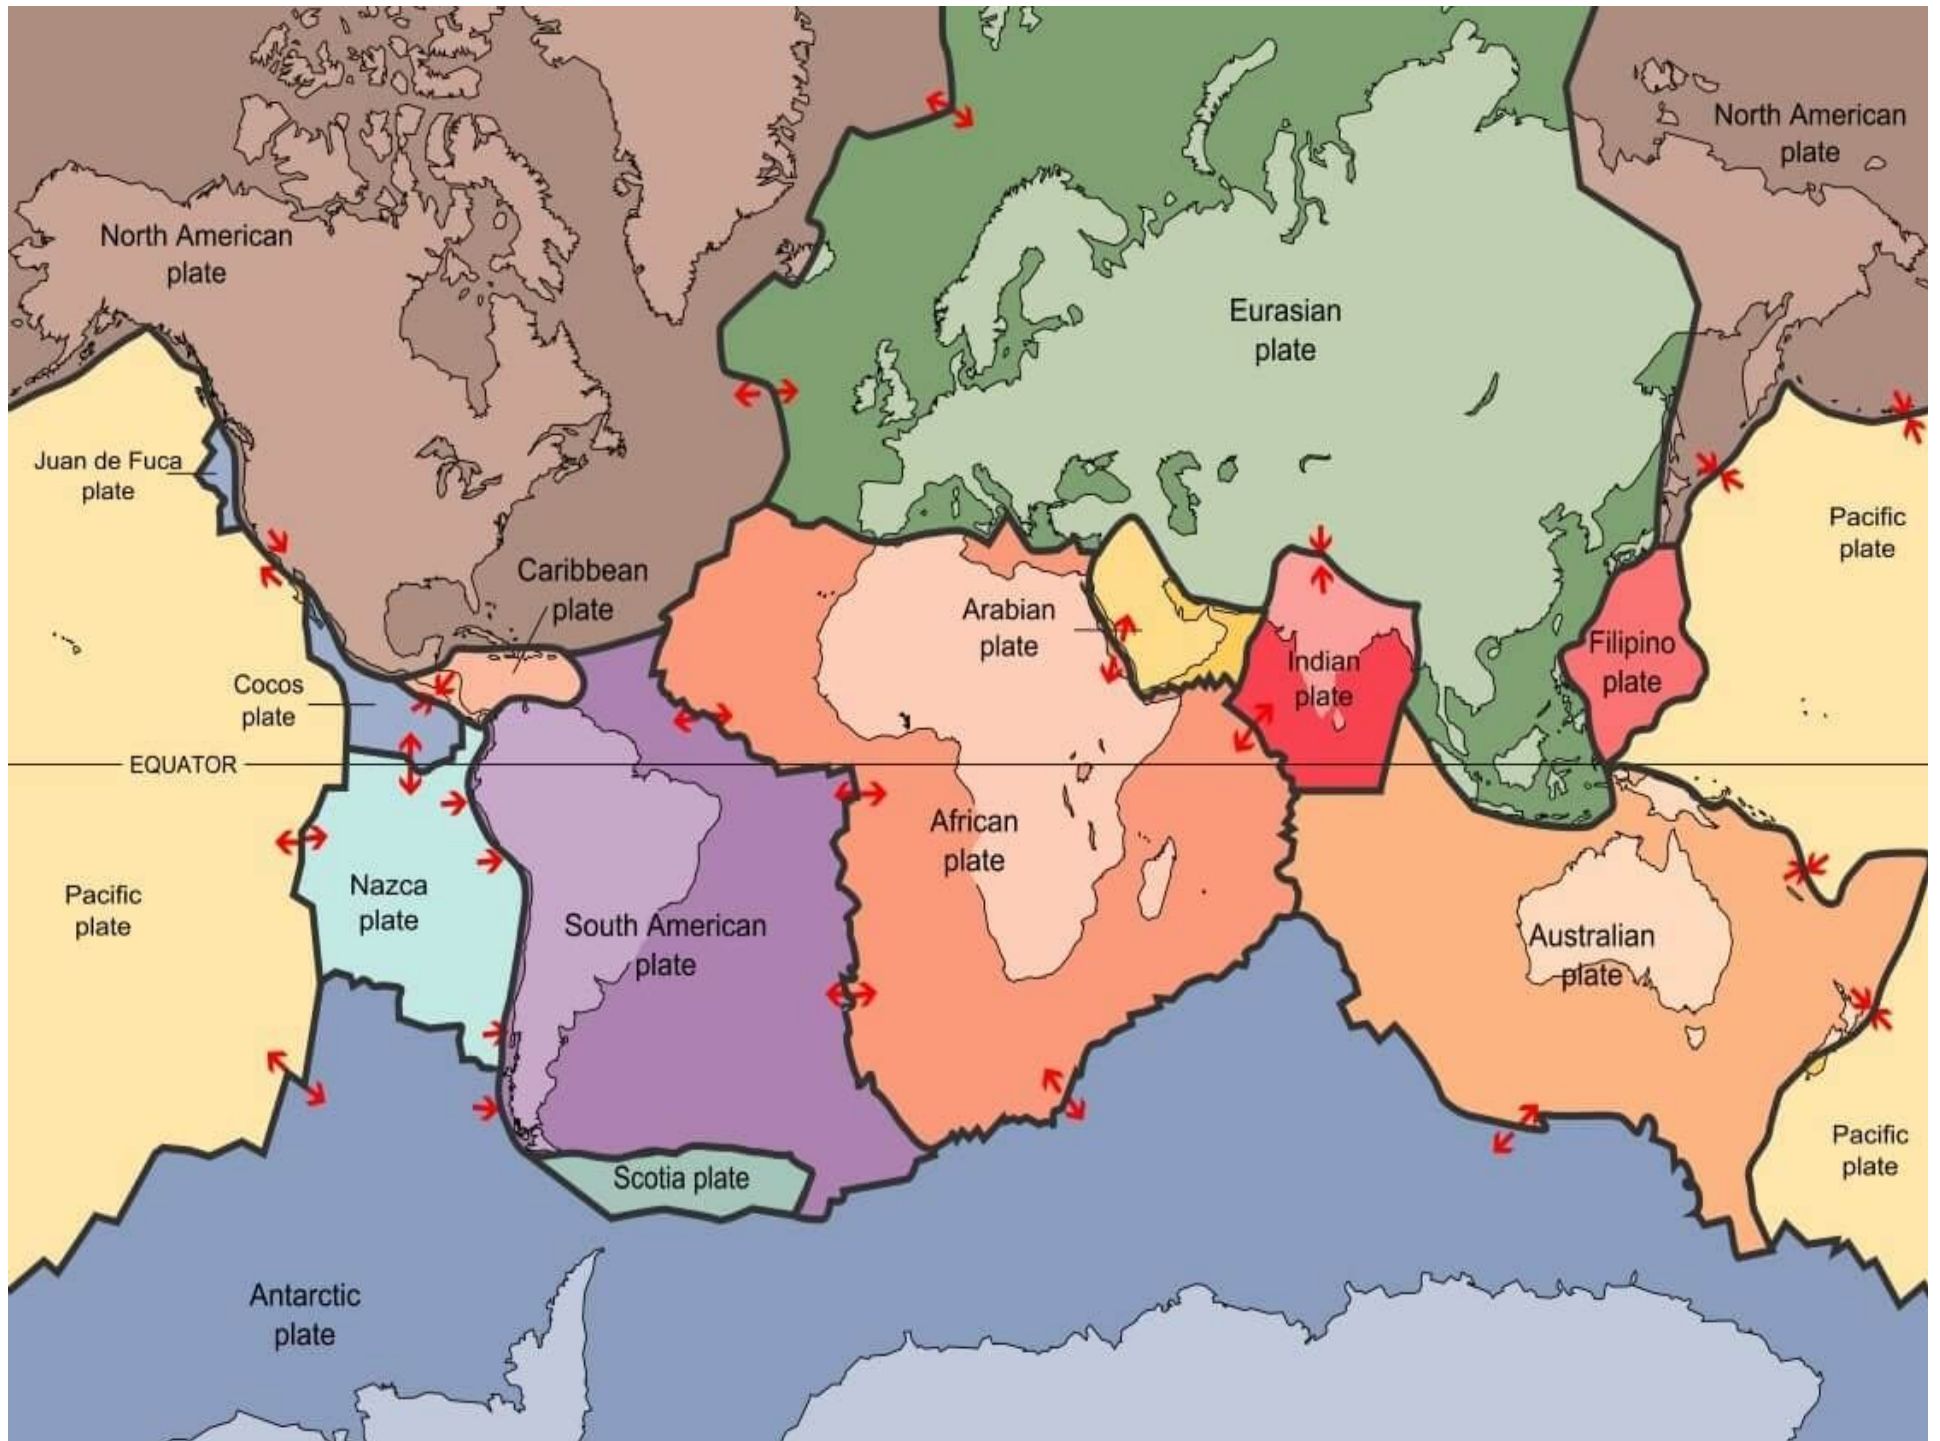 North American
plate
North American
plate
Eurasian
plate
Juan de Fuca
plate
Pacific
plate
Caribbean
plate
Arabian
plate
Filipino
plate
Indian
plate
Cocos
plate
EQUATOR
African
plate
Nazca
plate
Pacific
plate
South American
plate
Australian
plate
Pacific
plate
Scotia plate
Antarctic
plate